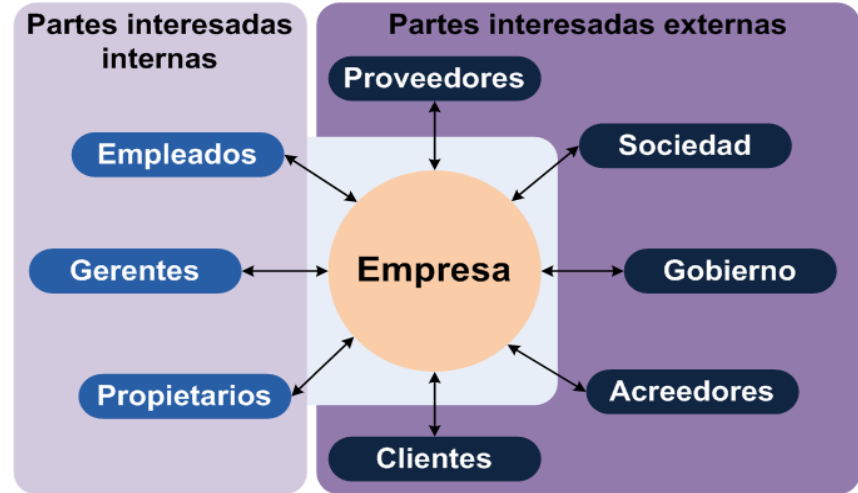 Partes interesadas
internas
Partes interesadas externas
Proveedores
Empleados
Sociedad
Gerentes
Empresa
Gobierno
Propietarios
Acreedores
Clientes